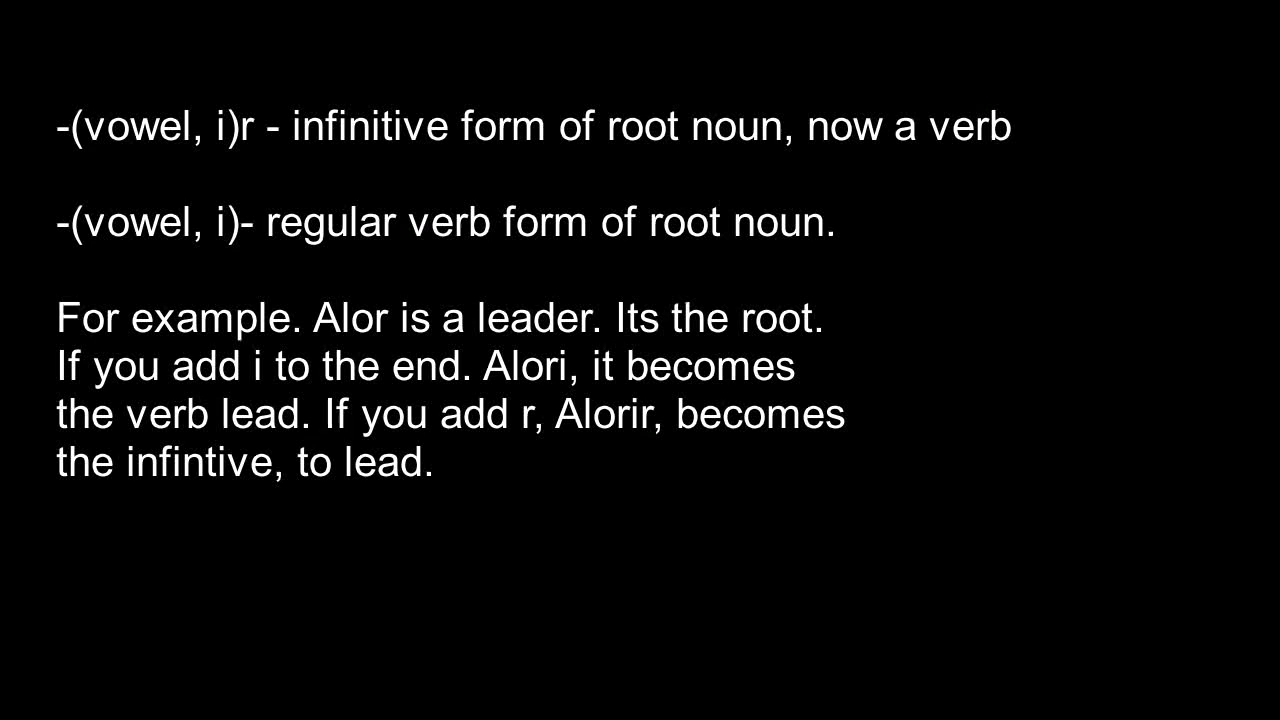 -(vowel, i)r - infinitive form of root noun, now a verb
-(vowel, i)- regular verb form of root noun.
For example. Alor is a leader. Its the root.
If you add i to the end. Alori, it becomes
the verb lead. If you add r, Alorir, becomes
the infintive, to lead.